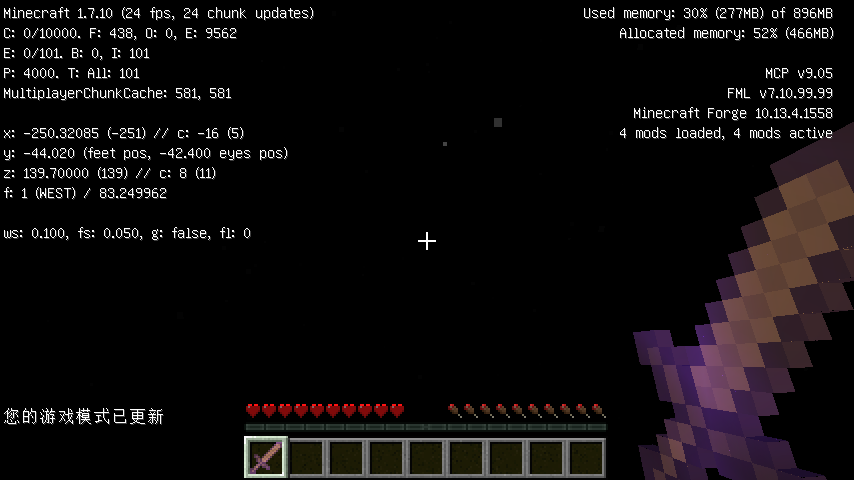 Minecraft 1.7.10 (24 fps, 24 chunk updates)
C: 0/10000. F: 438, O: 0, E: 9562
E: 0/101. B: 0, I: 101
P: 4000. T: All: 101
MultiplayerChunkCache: 581, 581
x: -250.32085 (-251) // c: -16 (5)
y: -44.020 (feet pos, -42.400 eyes pos)
z: 139.70000 (139) // c: 8 (11)
f: 1 (WEST) / 83.249962
ws: 0.100, fs: 0.050, g: false, fl: 0
Used memory: 30% (277MB) of 896MB
Allocated memory: 52% (466MB)
MCP v9.05
FML v7.10.99.99
Minecraft Forge 10.13.4.1558
4 mods loaded, 4 mods active
您的游戏模式已更新